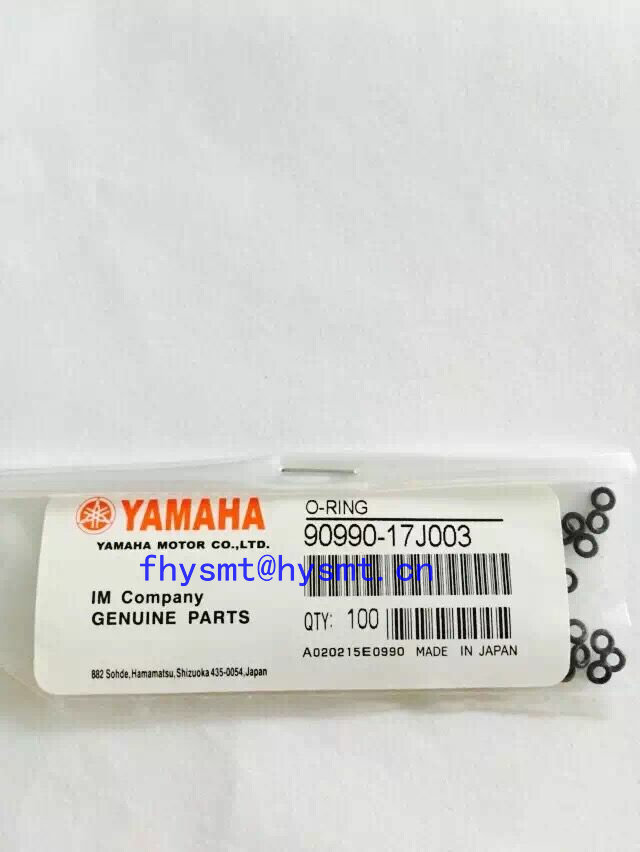 YAMAHA
YAMAHA MOTOR CO.,LTD.
IM Company
GENUINE PARTS
882 Sohde,Hamamatsu,Shizuoka 435-0054,Japan
O-RING
90990-17J003
fhysmt@hysmt.cn
QTY: 100
A020215E0990 MADE IN JAPAN